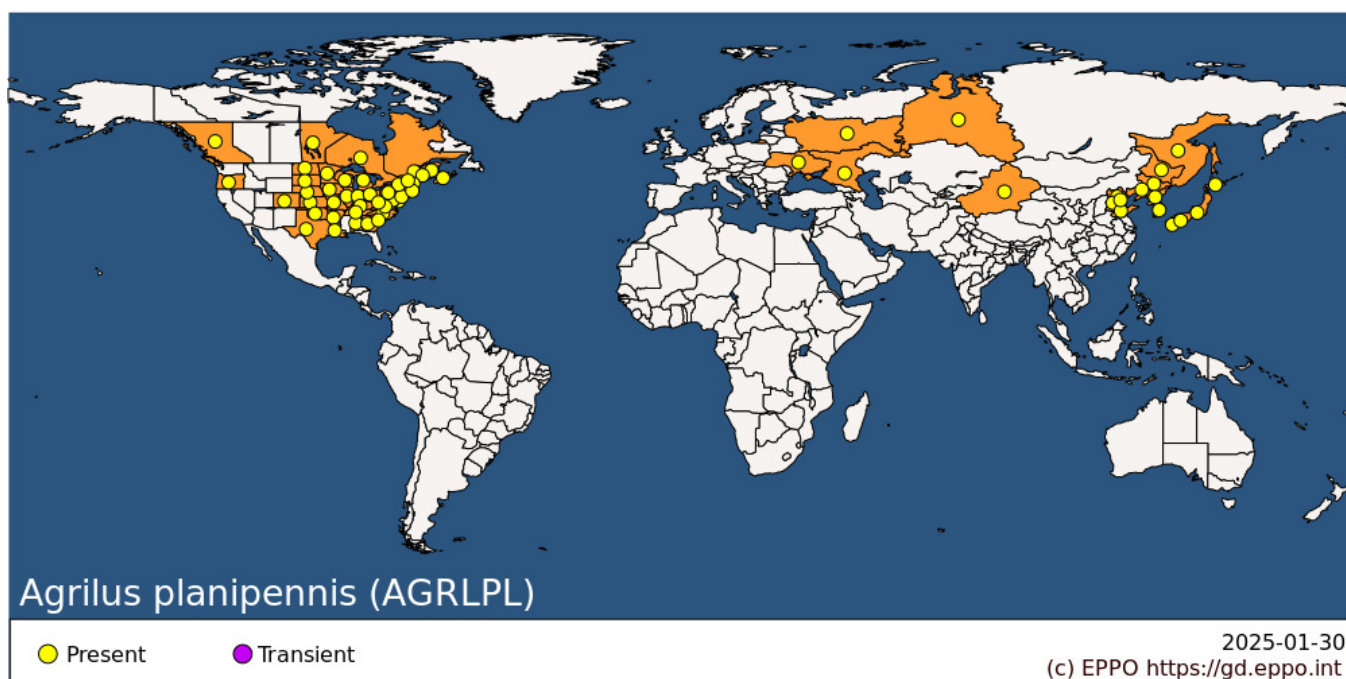 Agrilus planipennis (AGRLPL)
Present
Transient
2025-01-30
(c) EPPO https://gd.eppo.int